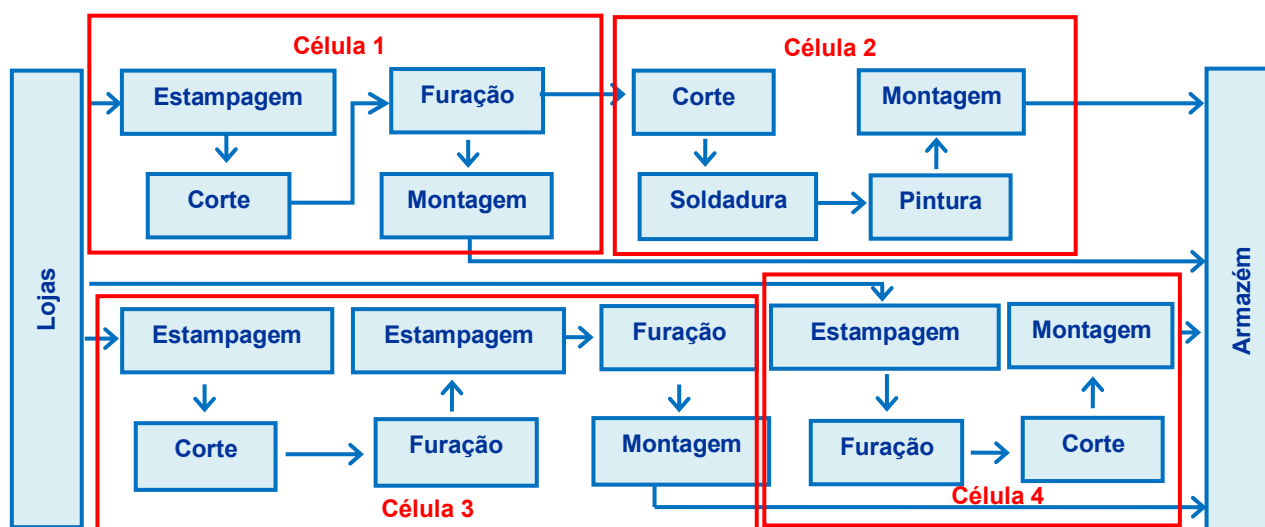 Célula 1
Célula 2
Lojas
Estampagem
Furação
Corte
Montagem
Armazém
Corte
Montagem
Soldadura
Pintura
Estampagem
Estampagem
Furação
Estampagem
Montagem
Corte
Furação
Montagem
Furação
Corte
Célula 3
Célula 4